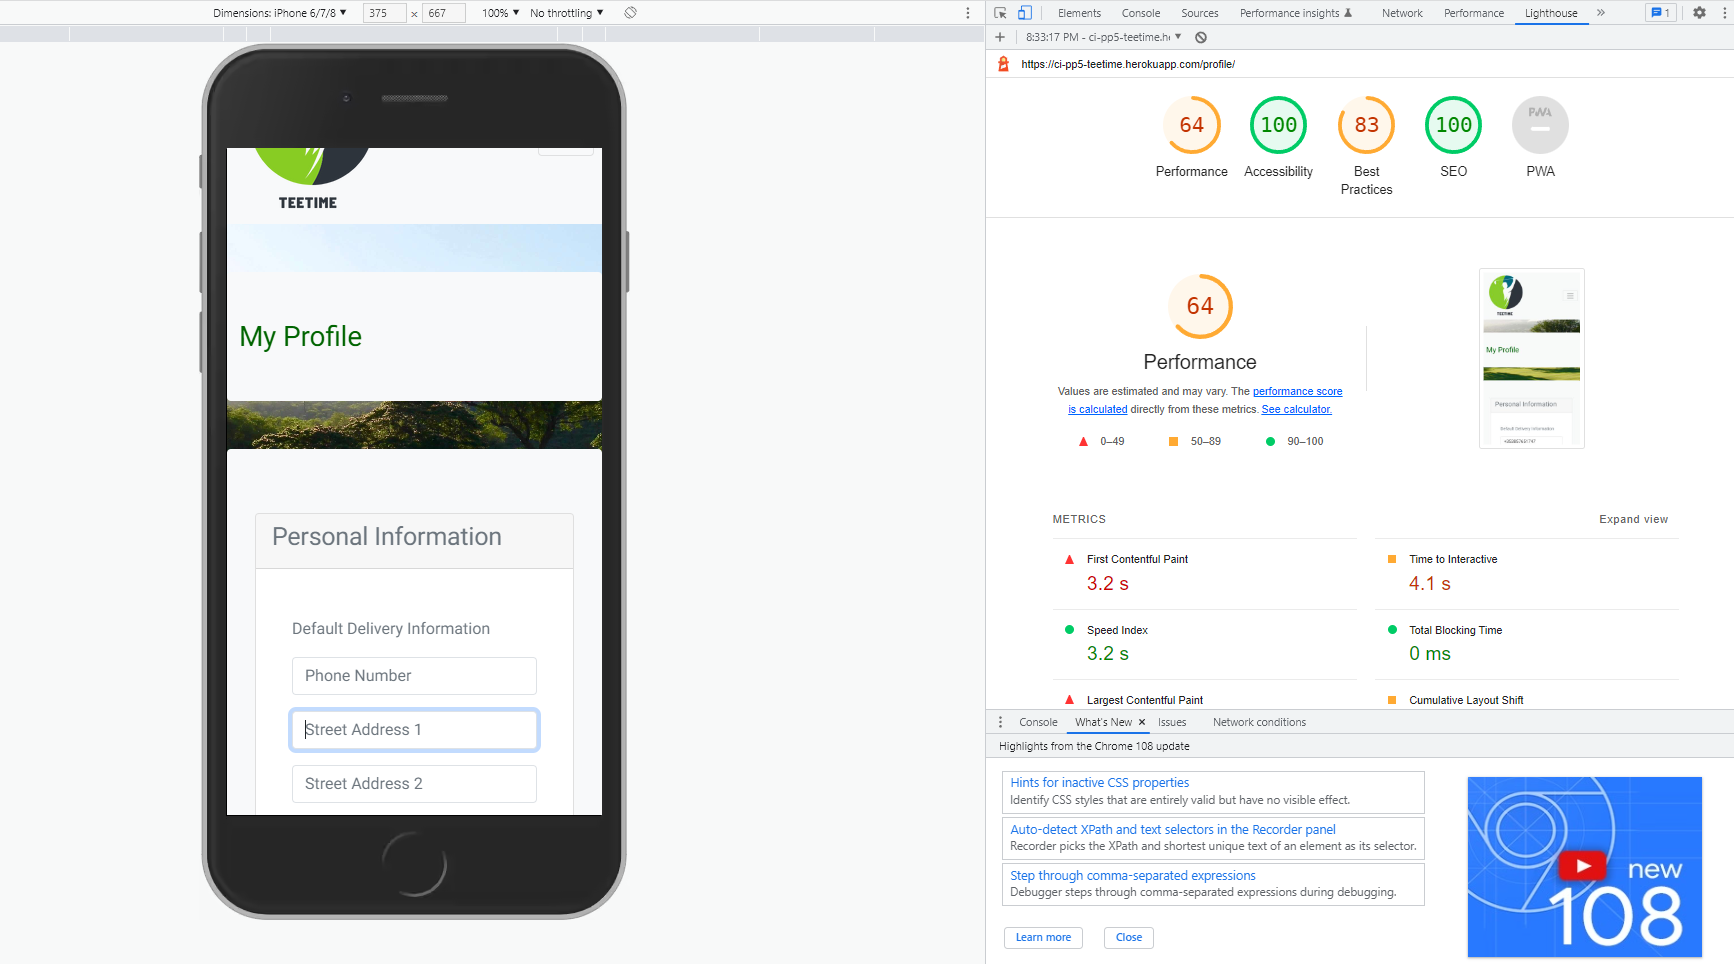 Dimensions: iPhone 6/7/8 ▼ 375 x 667 100% ▼ No throttling ▼
Elements Console Sources Performance insights Network Performance Lighthouse » 1
8:33:17 PM - ci-pp5-teetime.h
https://ci-pp5-teetime.herokuapp.com/profile/
64 100 83 100 PWA
Performance Accessibility Best Practices SEO PWA
TEETIME
My Profile
Personal Information
Default Delivery Information
Phone Number
Street Address 1
Street Address 2
64
Performance
Values are estimated and may vary. The performance score
is calculated directly from these metrics. See calculator.
0–49 50–89 90–100
TEETIME
My Profile
Personal Information
Default Delivery Information
METRICS Expand view
First Contentful Paint
3.2 s
Time to Interactive
4.1 s
Speed Index
3.2 s
Total Blocking Time
0 ms
Largest Contentful Paint
Cumulative Layout Shift
Console What's New × Issues Network conditions
Highlights from the Chrome 108 update
Hints for inactive CSS properties
Identify CSS styles that are entirely valid but have no visible effect.
Auto-detect XPath and text selectors in the Recorder panel
Recorder picks the XPath and shortest unique text of an element as its selector.
Step through comma-separated expressions
Debugger steps through comma-separated expressions during debugging.
Learn more Close
new
108